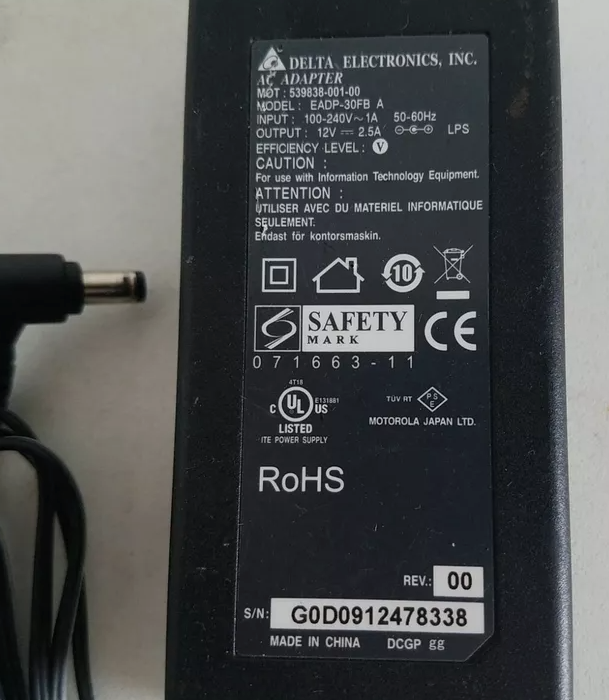 DELTA ELECTRONICS, INC.
AC ADAPTER
MOT : 539838-001-00
MODEL : EADP-30FB A
INPUT : 100-240V~1A 50-60Hz
OUTPUT : 12V ⎓ 2.5A LPS
EFFICIENCY LEVEL : V
CAUTION :
For use with Information Technology Equipment.
ATTENTION :
UTILISER AVEC DU MATERIEL INFORMATIQUE
SEULEMENT.
Endast för kontorsmaskin.
10
SAFETY
MARK
CE
071663-11
4T18
C UL US E131881
LISTED
ITE POWER SUPPLY
TÜV RT PSE
MOTOROLA JAPAN LTD.
RoHS
REV.: 00
S/N: G0D0912478338
MADE IN CHINA DCGP gg